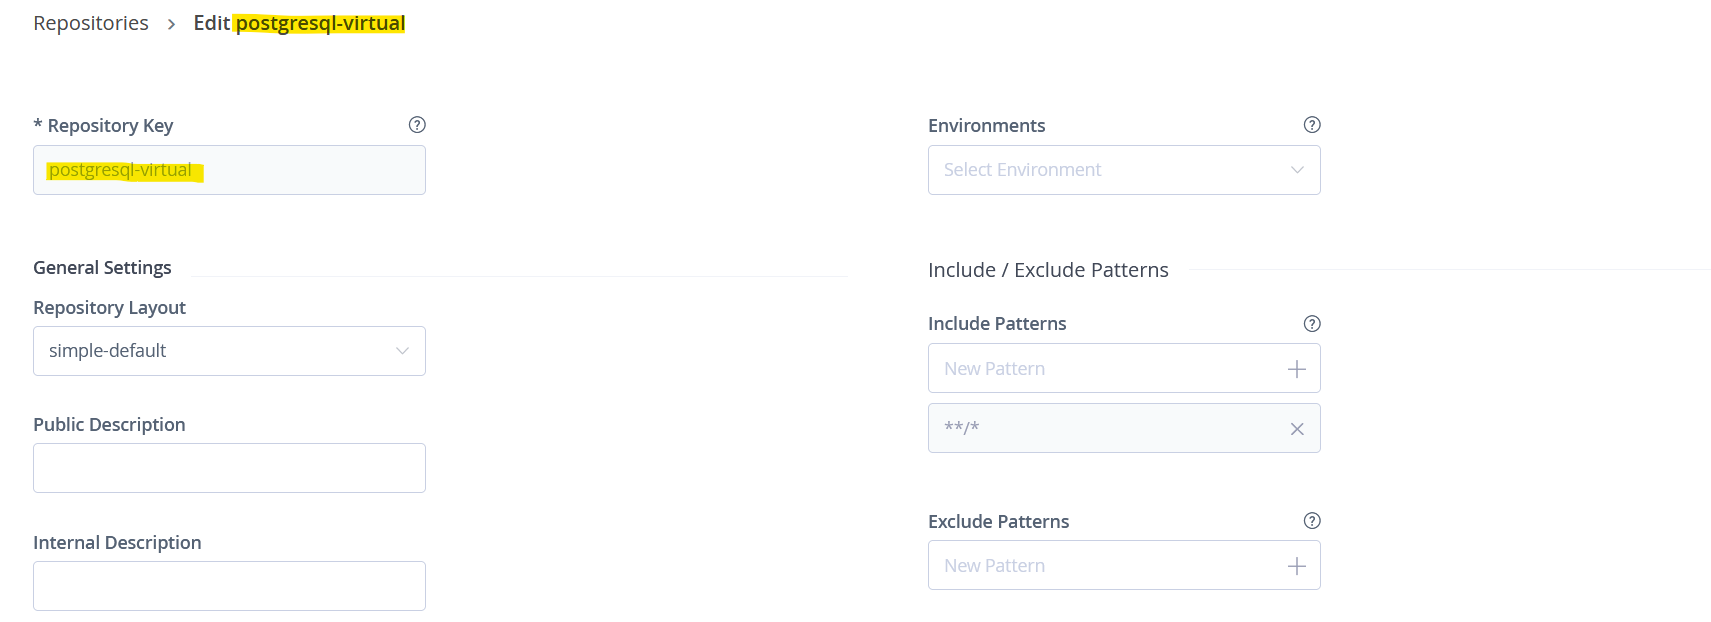 Repositories > Edit postgresql-virtual
* Repository Key
postgresql-virtual
Environments
Select Environment
General Settings
Repository Layout
simple-default
Public Description
Internal Description
Include / Exclude Patterns
Include Patterns
New Pattern
**/*
Exclude Patterns
New Pattern